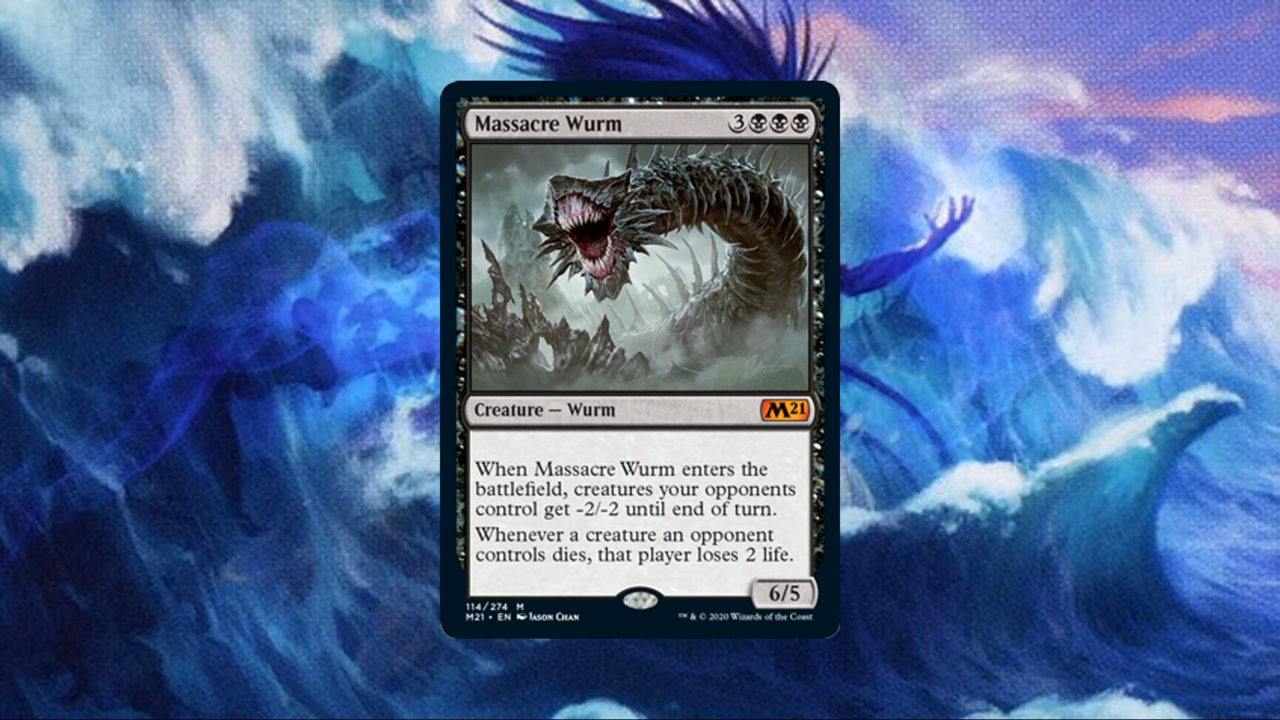 Massacre Wurm 3
Creature — Wurm M21
When Massacre Wurm enters the
battlefield, creatures your opponents
control get -2/-2 until end of turn.
Whenever a creature an opponent
controls dies, that player loses 2 life.
6/5
114/274 M
M21 • EN Jason Chan ™ & © 2020 Wizards of the Coast